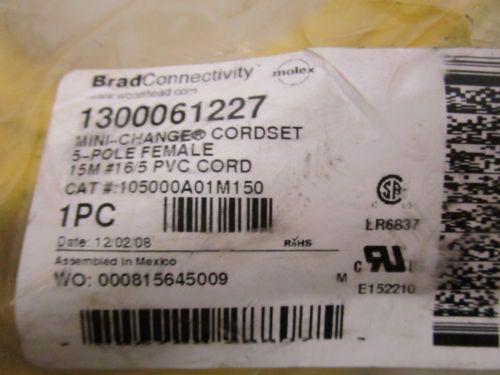 BradConnectivity molex
www.woodhead.com
1300061227
MINI-CHANGE® CORDSET
5-POLE FEMALE
15M #16/5 PVC CORD
CAT #:105000A01M150
1PC
LR6837
Date: 12/02/08 RoHS
Assembled in Mexico
WO: 000815645009 M
E152210